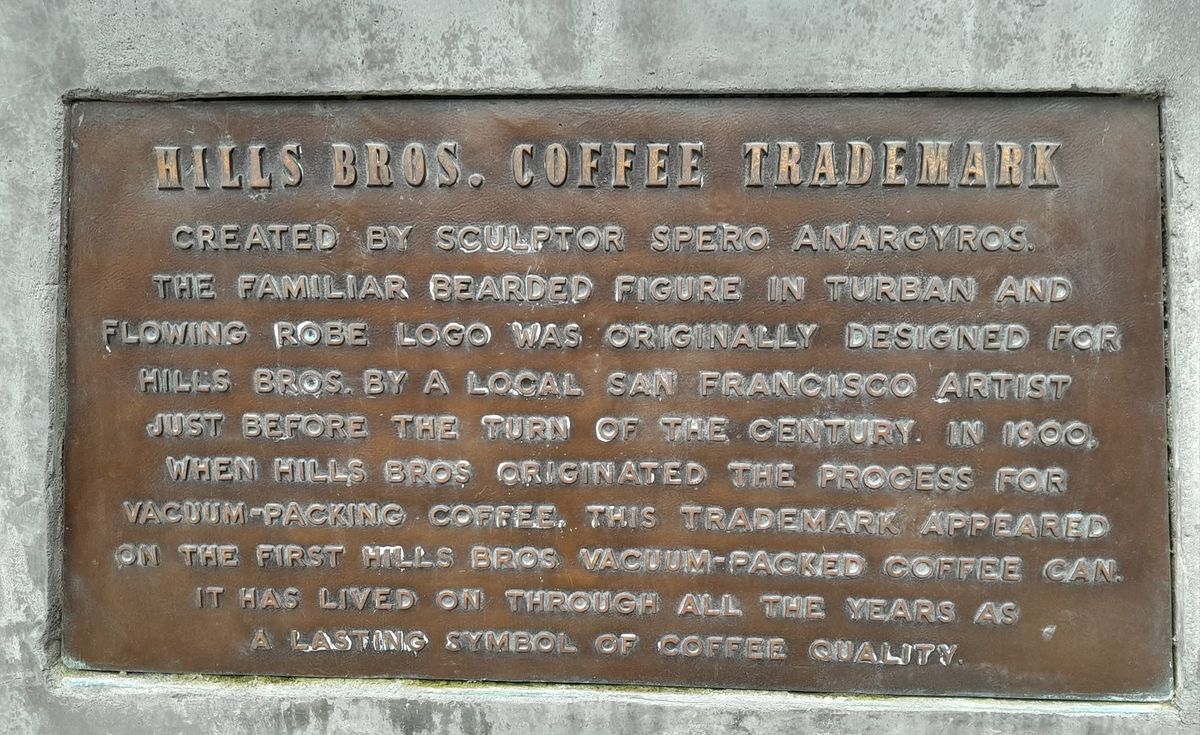 HILLS BROS. COFFEE TRADEMARK
CREATED BY SCULPTOR SPERO ANARGYROS.
THE FAMILIAR BEARDED FIGURE IN TURBAN AND
FLOWING ROBE LOGO WAS ORIGINALLY DESIGNED FOR
HILLS BROS. BY A LOCAL SAN FRANCISCO ARTIST
JUST BEFORE THE TURN OF THE CENTURY. IN 1900,
WHEN HILLS BROS ORIGINATED THE PROCESS FOR
VACUUM-PACKING COFFEE, THIS TRADEMARK APPEARED
ON THE FIRST HILLS BROS. VACUUM-PACKED COFFEE CAN.
IT HAS LIVED ON THROUGH ALL THE YEARS AS
A LASTING SYMBOL OF COFFEE QUALITY.